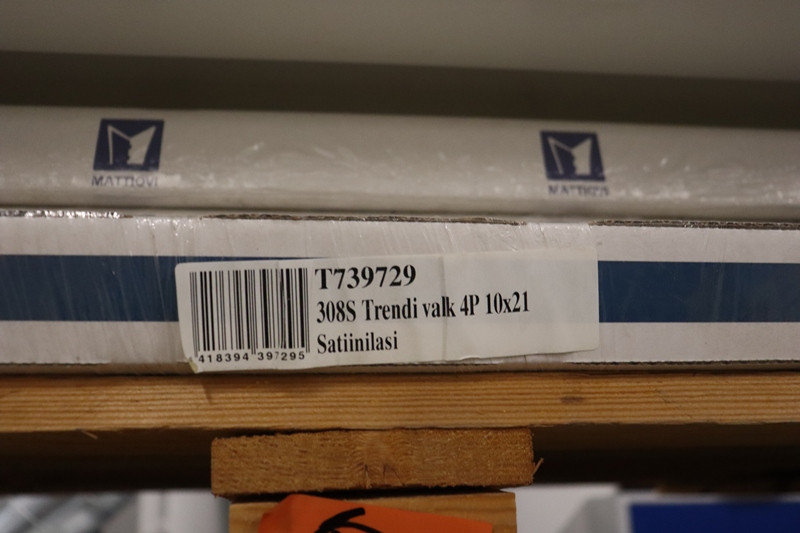 MATTIOVI
MATTIOVI
T739729
308S Trendi valk 4P 10x21
Satiinilasi
418394 397295